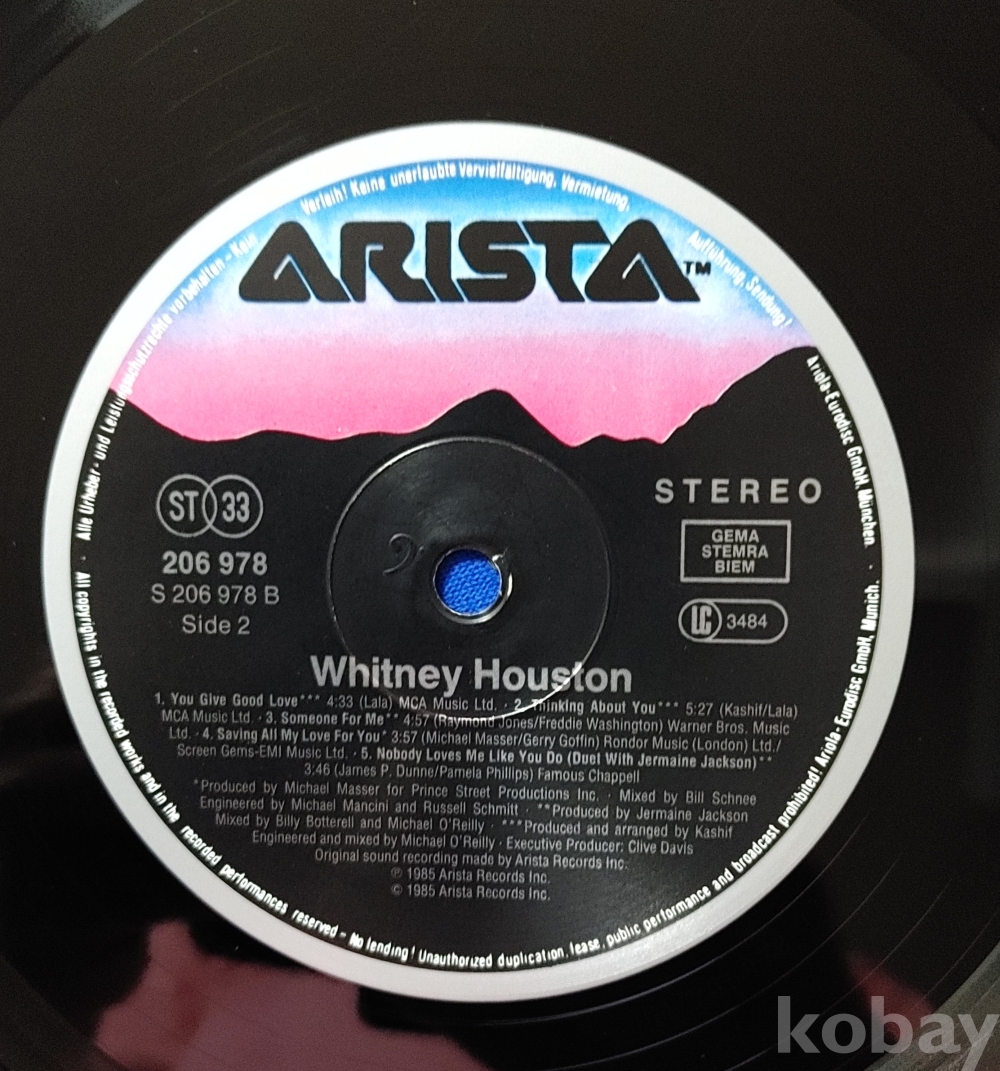 Alle Urheber- und Leistungsschutzrechte vorbehalten - Kein Verleih! Keine unerlaubte Vervielfältigung, Vermietung, Aufführung, Sendung!
ARISTA™
ST 33
STEREO
206 978
GEMA
STEMRA
BIEM
S 206 978 B
Side 2
LC 3484
Whitney Houston
1. You Give Good Love*** 4:33 (Lala) MCA Music Ltd. · 2. Thinking About You*** 5:27 (Kashif/Lala)
MCA Music Ltd. · 3. Someone For Me** 4:57 (Raymond Jones/Freddie Washington) Warner Bros. Music
Ltd. · 4. Saving All My Love For You* 3:57 (Michael Masser/Gerry Goffin) Rondor Music (London) Ltd./
Screen Gems-EMI Music Ltd. · 5. Nobody Loves Me Like You Do (Duet With Jermaine Jackson)**
3:46 (James P. Dunne/Pamela Phillips) Famous Chappell
*Produced by Michael Masser for Prince Street Productions Inc. · Mixed by Bill Schnee
Engineered by Michael Mancini and Russell Schmitt · **Produced by Jermaine Jackson
Mixed by Billy Botterell and Michael O'Reilly · ***Produced and arranged by Kashif
Engineered and mixed by Michael O'Reilly · Executive Producer: Clive Davis
Original sound recording made by Arista Records Inc.
℗ 1985 Arista Records Inc.
© 1985 Arista Records Inc.
Ariola-Eurodisc GmbH, München. ·
· All copyrights in the recorded works and in the recorded performances reserved - No lending! Unauthorized duplication, lease, public performance and broadcast prohibited! Ariola-Eurodisc GmbH, Munich. ·
kobay